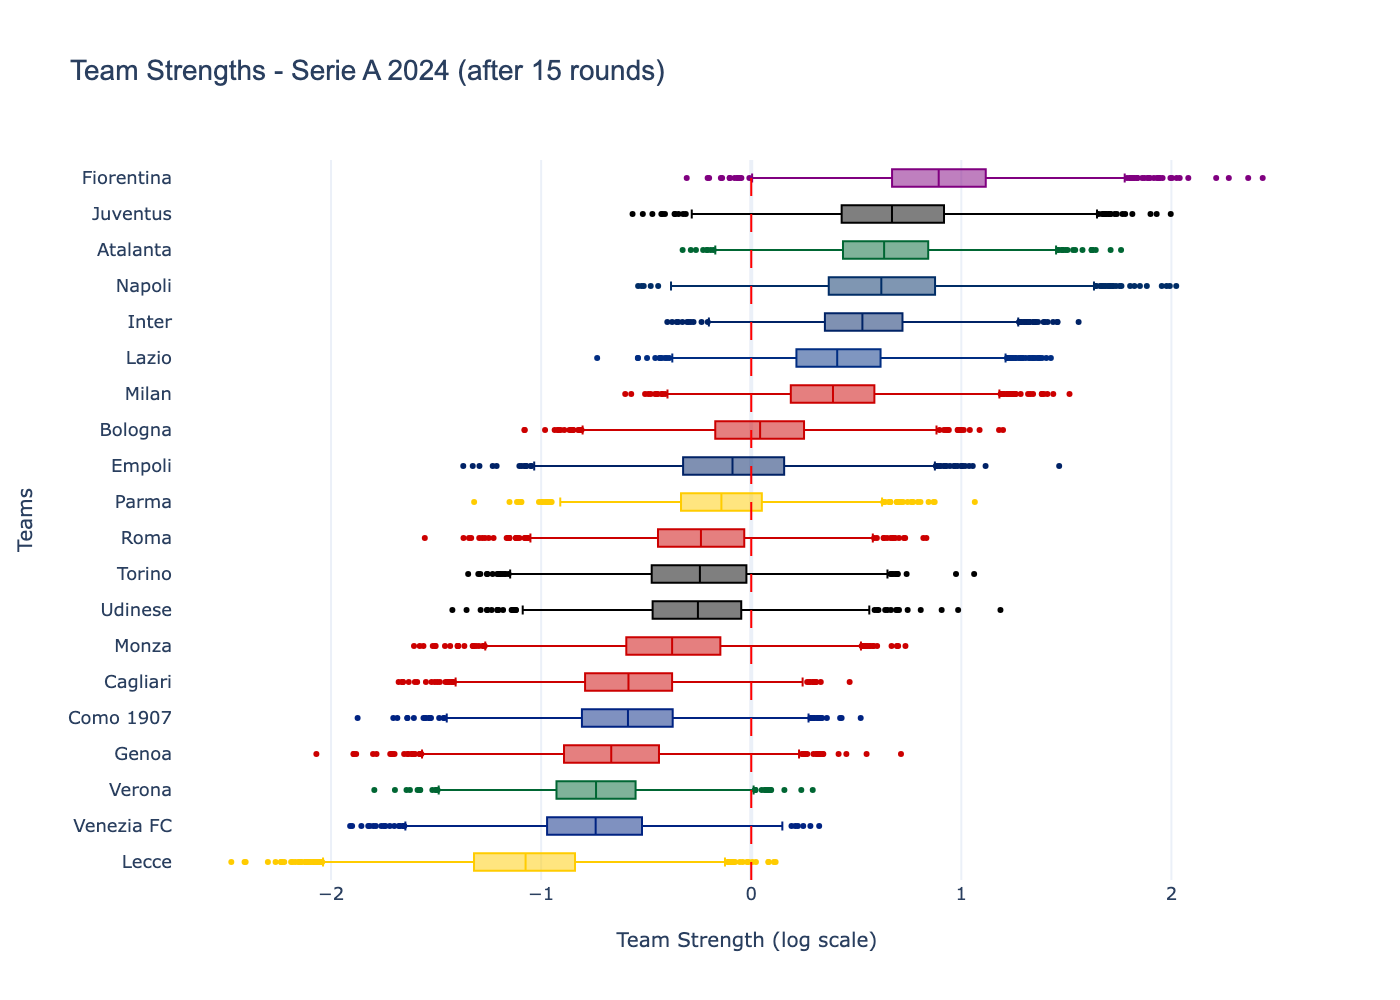 Team Strengths - Serie A 2024 (after 15 rounds)
Teams
Fiorentina
Juventus
Atalanta
Napoli
Inter
Lazio
Milan
Bologna
Empoli
Parma
Roma
Torino
Udinese
Monza
Cagliari
Como 1907
Genoa
Verona
Venezia FC
Lecce
−2 −1 0 1 2
Team Strength (log scale)